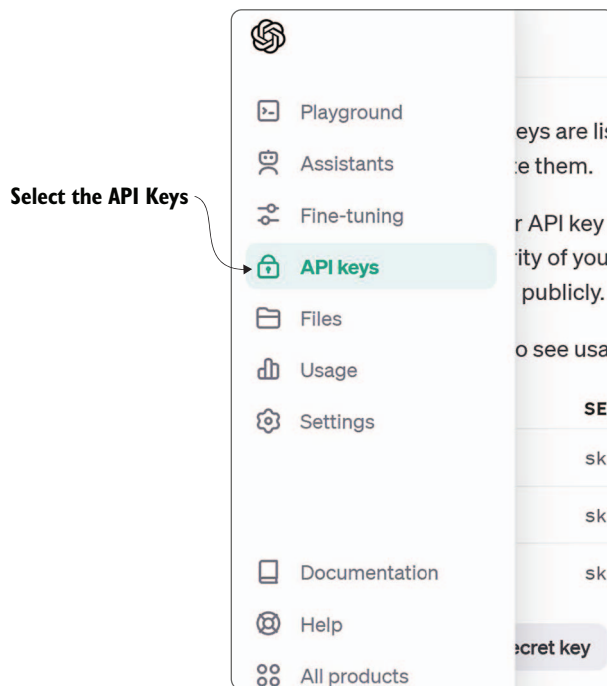 Playground
Assistants
Select the API Keys
Fine-tuning
API keys
Files
Usage
Settings
Documentation
Help
All products
eys are lis
e them.
r API key
rity of you
publicly.
o see usa
SE
sk
sk
sk
ecret key